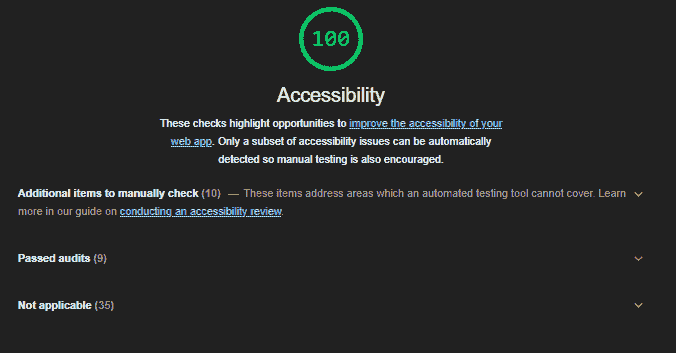 100
Accessibility
These checks highlight opportunities to improve the accessibility of your
web app. Only a subset of accessibility issues can be automatically
detected so manual testing is also encouraged.
Additional items to manually check (10) — These items address areas which an automated testing tool cannot cover. Learn
more in our guide on conducting an accessibility review.
Passed audits (9)
Not applicable (35)